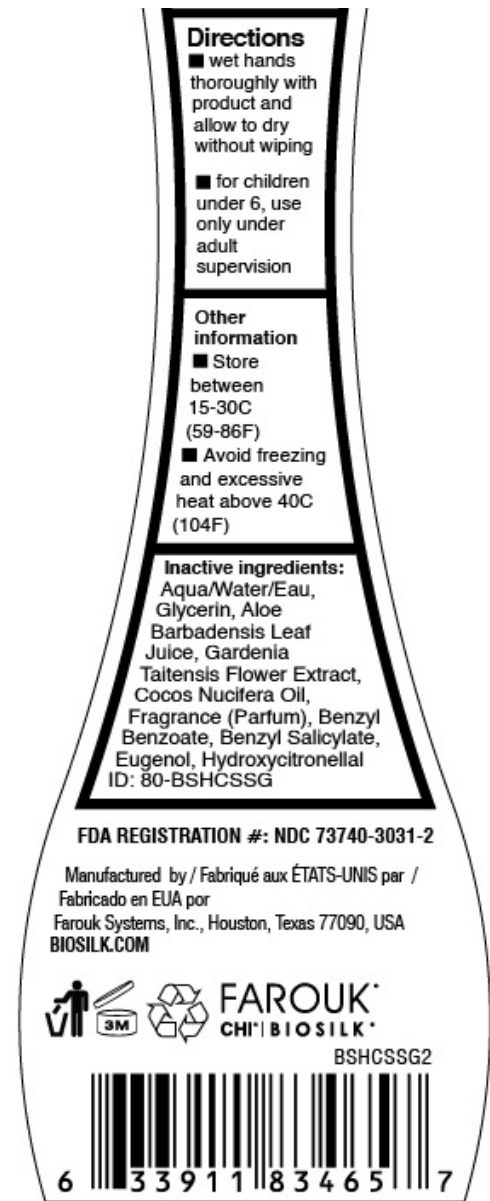 Directions
■ wet hands
thoroughly with
product and
allow to dry
without wiping
■ for children
under 6, use
only under
adult
supervision
Other
information
■ Store
between
15-30C
(59-86F)
■ Avoid freezing
and excessive
heat above 40C
(104F)
Inactive ingredients:
Aqua/Water/Eau,
Glycerin, Aloe
Barbadensis Leaf
Juice, Gardenia
Taitensis Flower Extract,
Cocos Nucifera Oil,
Fragrance (Parfum), Benzyl
Benzoate, Benzyl Salicylate,
Eugenol, Hydroxycitronellal
ID: 80-BSHCSSG
FDA REGISTRATION #: NDC 73740-3031-2
Manufactured by / Fabriqué aux ÉTATS-UNIS par /
Fabricado en EUA por
Farouk Systems, Inc., Houston, Texas 77090, USA
BIOSILK.COM
3M
FAROUK
CHI | BIOSILK
BSHCSSG2
6 33911 83465 7